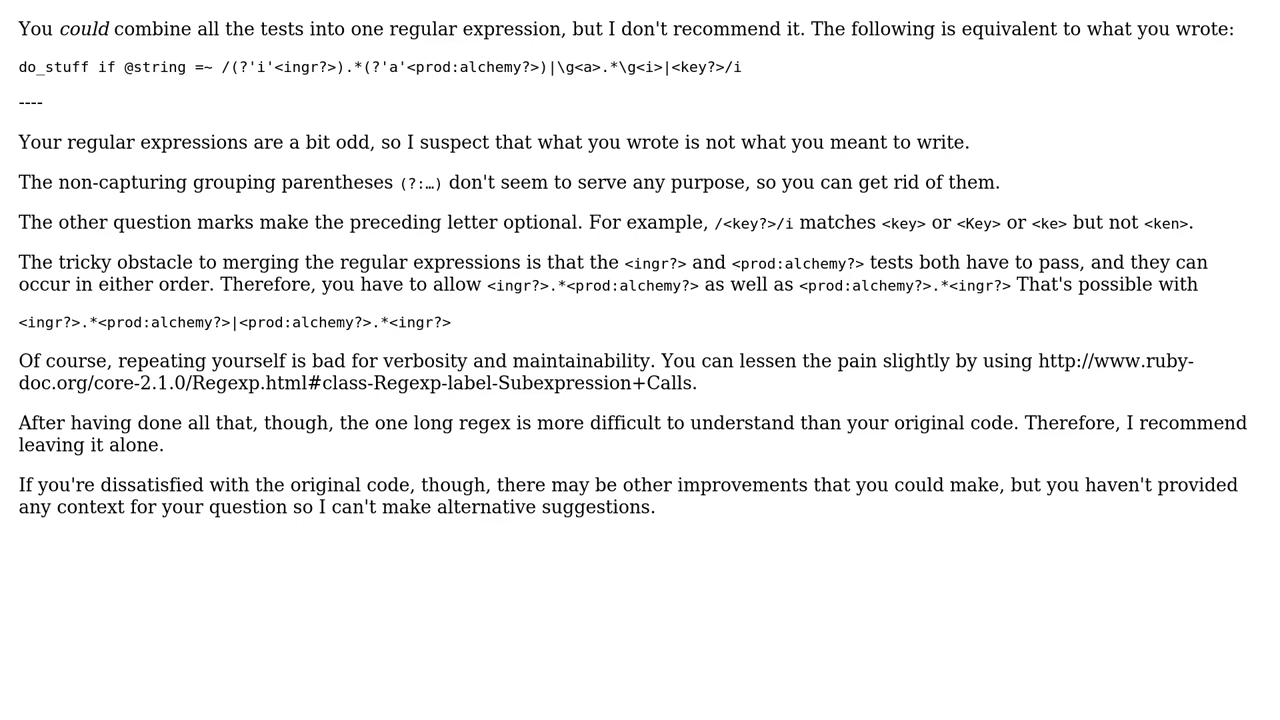 You could combine all the tests into one regular expression, but I don't recommend it. The following is equivalent to what you wrote:
do_stuff if @string =~ /(?'i'<ingr?>).*(?'a'<prod:alchemy?>)|\g<a>.*\g<i>|<key?>/i
----
Your regular expressions are a bit odd, so I suspect that what you wrote is not what you meant to write.
The non-capturing grouping parentheses (?:…) don't seem to serve any purpose, so you can get rid of them.
The other question marks make the preceding letter optional. For example, /<key?>/i matches <key> or <Key> or <ke> but not <ken>.
The tricky obstacle to merging the regular expressions is that the <ingr?> and <prod:alchemy?> tests both have to pass, and they can
occur in either order. Therefore, you have to allow <ingr?>.*<prod:alchemy?> as well as <prod:alchemy?>.*<ingr?> That's possible with
<ingr?>.*<prod:alchemy?>|<prod:alchemy?>.*<ingr?>
Of course, repeating yourself is bad for verbosity and maintainability. You can lessen the pain slightly by using http://www.ruby-
doc.org/core-2.1.0/Regexp.html#class-Regexp-label-Subexpression+Calls.
After having done all that, though, the one long regex is more difficult to understand than your original code. Therefore, I recommend
leaving it alone.
If you're dissatisfied with the original code, though, there may be other improvements that you could make, but you haven't provided
any context for your question so I can't make alternative suggestions.